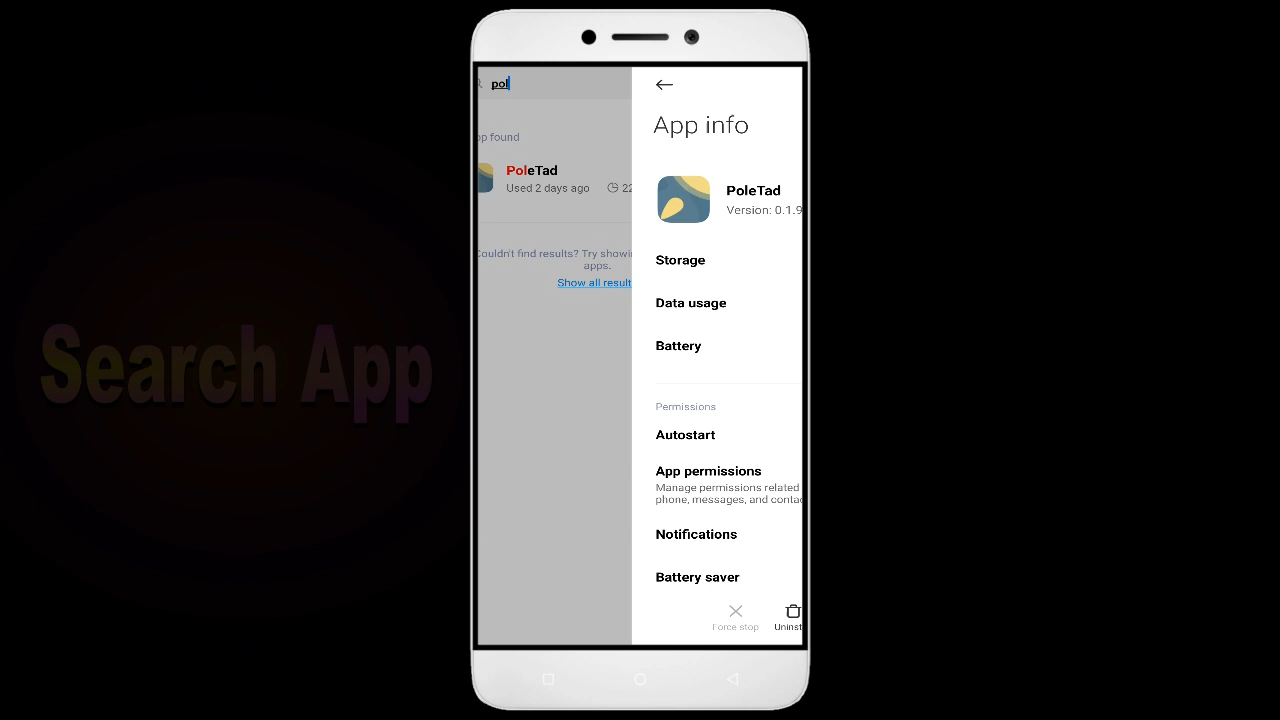 Search App
pol
pp found
PoleTad
Used 2 days ago 22
Couldn't find results? Try showi
apps.
Show all result
App info
PoleTad
Version: 0.1.9
Storage
Data usage
Battery
Permissions
Autostart
App permissions
Manage permissions related
phone, messages, and contac
Notifications
Battery saver
Force stop
Uninst